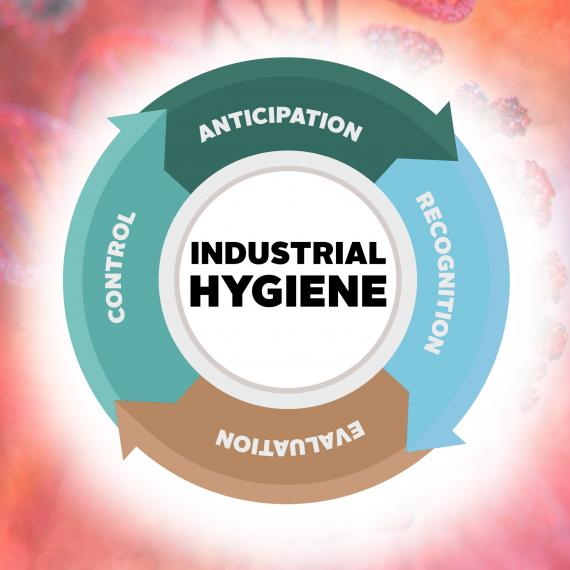 ANTICIPATION
RECOGNITION
EVALUATION
CONTROL
INDUSTRIAL
HYGIENE